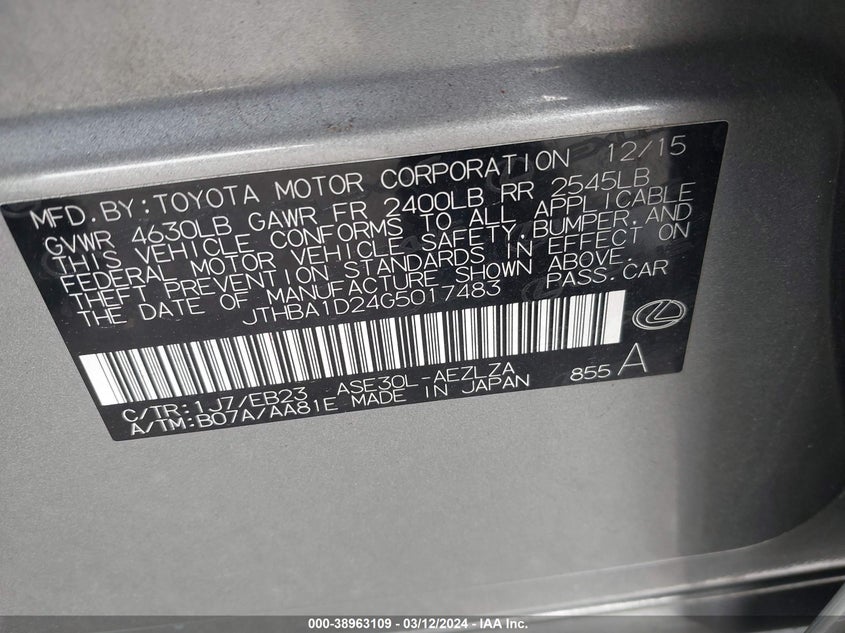 MFD.BY:TOYOTA MOTOR CORPORATION 12/15
GVWR 4630LB GAWR FR 2400LB RR 2545LB
THIS VEHICLE CONFORMS TO ALL APPLICABLE
FEDERAL MOTOR VEHICLE SAFETY,BUMPER,AND
THEFT PREVENTION STANDARDS IN EFFECT ON
THE DATE OF MANUFACTURE SHOWN ABOVE.
JTHBA1D24G5017483 PASS.CAR
C/TR:1J7/EB23 ASE30L-AEZLZA
A/TM:B07A/AA81E MADE IN JAPAN 855 A
000-38963109 - 03/12/2024 - IAA Inc.